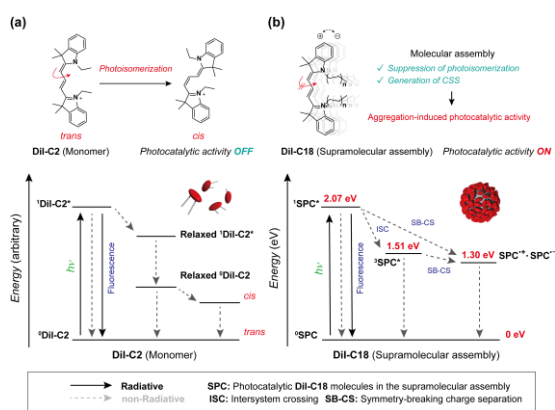 (a)
N
N+
trans
Photoisomerization
N
N+
cis
DiI-C2 (Monomer)
Photocatalytic activity OFF
Energy (arbitrary)
¹DiI-C2*
hν
Fluorescence
Relaxed ¹DiI-C2*
Relaxed ⁰DiI-C2
cis
⁰DiI-C2
trans
DiI-C2 (Monomer)
(b)
+ −
N
n
N+
n
Molecular assembly
✓ Suppression of photoisomerization
✓ Generation of CSS
Aggregation-induced photocatalytic activity
DiI-C18 (Supramolecular assembly)
Photocatalytic activity ON
Energy (eV)
¹SPC*
2.07 eV
hν
Fluorescence
ISC
SB-CS
1.51 eV
³SPC*
SB-CS
1.30 eV
SPC•+-SPC•−
⁰SPC
0 eV
DiI-C18 (Supramolecular assembly)
Radiative
SPC: Photocatalytic DiI-C18 molecules in the supramolecular assembly
non-Radiative
ISC: Intersystem crossing SB-CS: Symmetry-breaking charge separation